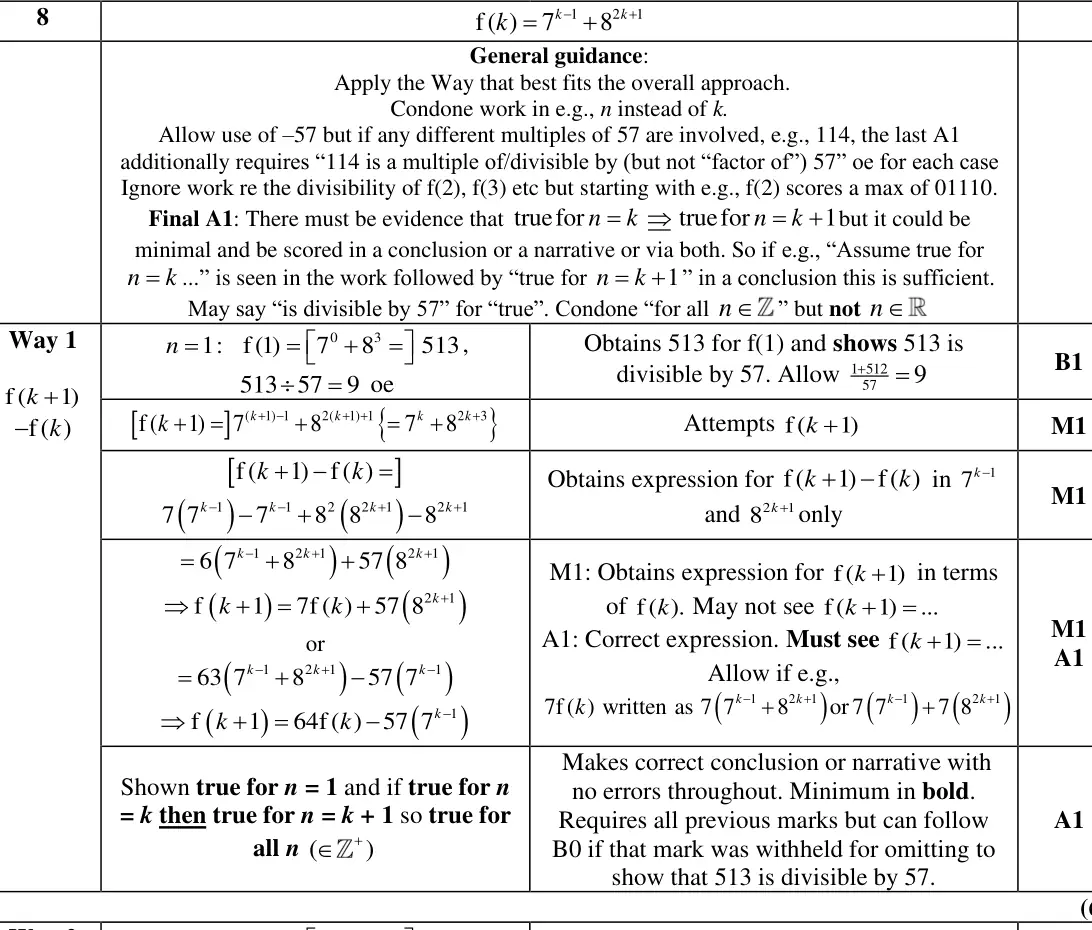 8
f(k) = 7^{k−1} + 8^{2k+1}
General guidance:
Apply the Way that best fits the overall approach.
Condone work in e.g., n instead of k.
Allow use of –57 but if any different multiples of 57 are involved, e.g., 114, the last A1
additionally requires “114 is a multiple of/divisible by (but not “factor of”) 57” oe for each case
Ignore work re the divisibility of f(2), f(3) etc but starting with e.g., f(2) scores a max of 01110.
Final A1: There must be evidence that true for n = k ⇒ true for n = k + 1 but it could be
minimal and be scored in a conclusion or a narrative or via both. So if e.g., “Assume true for
n = k ...” is seen in the work followed by “true for n = k + 1” in a conclusion this is sufficient.
May say “is divisible by 57” for “true”. Condone “for all n ∈ ℤ” but not n ∈ ℝ
Way 1
f(k + 1)
−f(k)
n = 1: f(1) = [7^0 + 8^3 =] 513,
513 ÷ 57 = 9 oe
Obtains 513 for f(1) and shows 513 is
divisible by 57. Allow (1+512)/57 = 9
B1
[f(k + 1) =] 7^{(k+1)−1} + 8^{2(k+1)+1} {= 7^k + 8^{2k+3}}
Attempts f(k + 1)
M1
[f(k + 1) − f(k) =]
7(7^{k−1}) − 7^{k−1} + 8^2(8^{2k+1}) − 8^{2k+1}
Obtains expression for f(k + 1) − f(k) in 7^{k−1}
and 8^{2k+1} only
M1
= 6(7^{k−1} + 8^{2k+1}) + 57(8^{2k+1})
⇒ f(k + 1) = 7f(k) + 57(8^{2k+1})
or
= 63(7^{k−1} + 8^{2k+1}) − 57(7^{k−1})
⇒ f(k + 1) = 64f(k) − 57(7^{k−1})
M1: Obtains expression for f(k + 1) in terms
of f(k). May not see f(k + 1) = ...
A1: Correct expression. Must see f(k + 1) = ...
Allow if e.g.,
7f(k) written as 7(7^{k−1} + 8^{2k+1}) or 7(7^{k−1}) + 7(8^{2k+1})
M1
A1
Shown true for n = 1 and if true for n
= k then true for n = k + 1 so true for
all n (∈ ℤ^+)
Makes correct conclusion or narrative with
no errors throughout. Minimum in bold.
Requires all previous marks but can follow
B0 if that mark was withheld for omitting to
show that 513 is divisible by 57.
A1